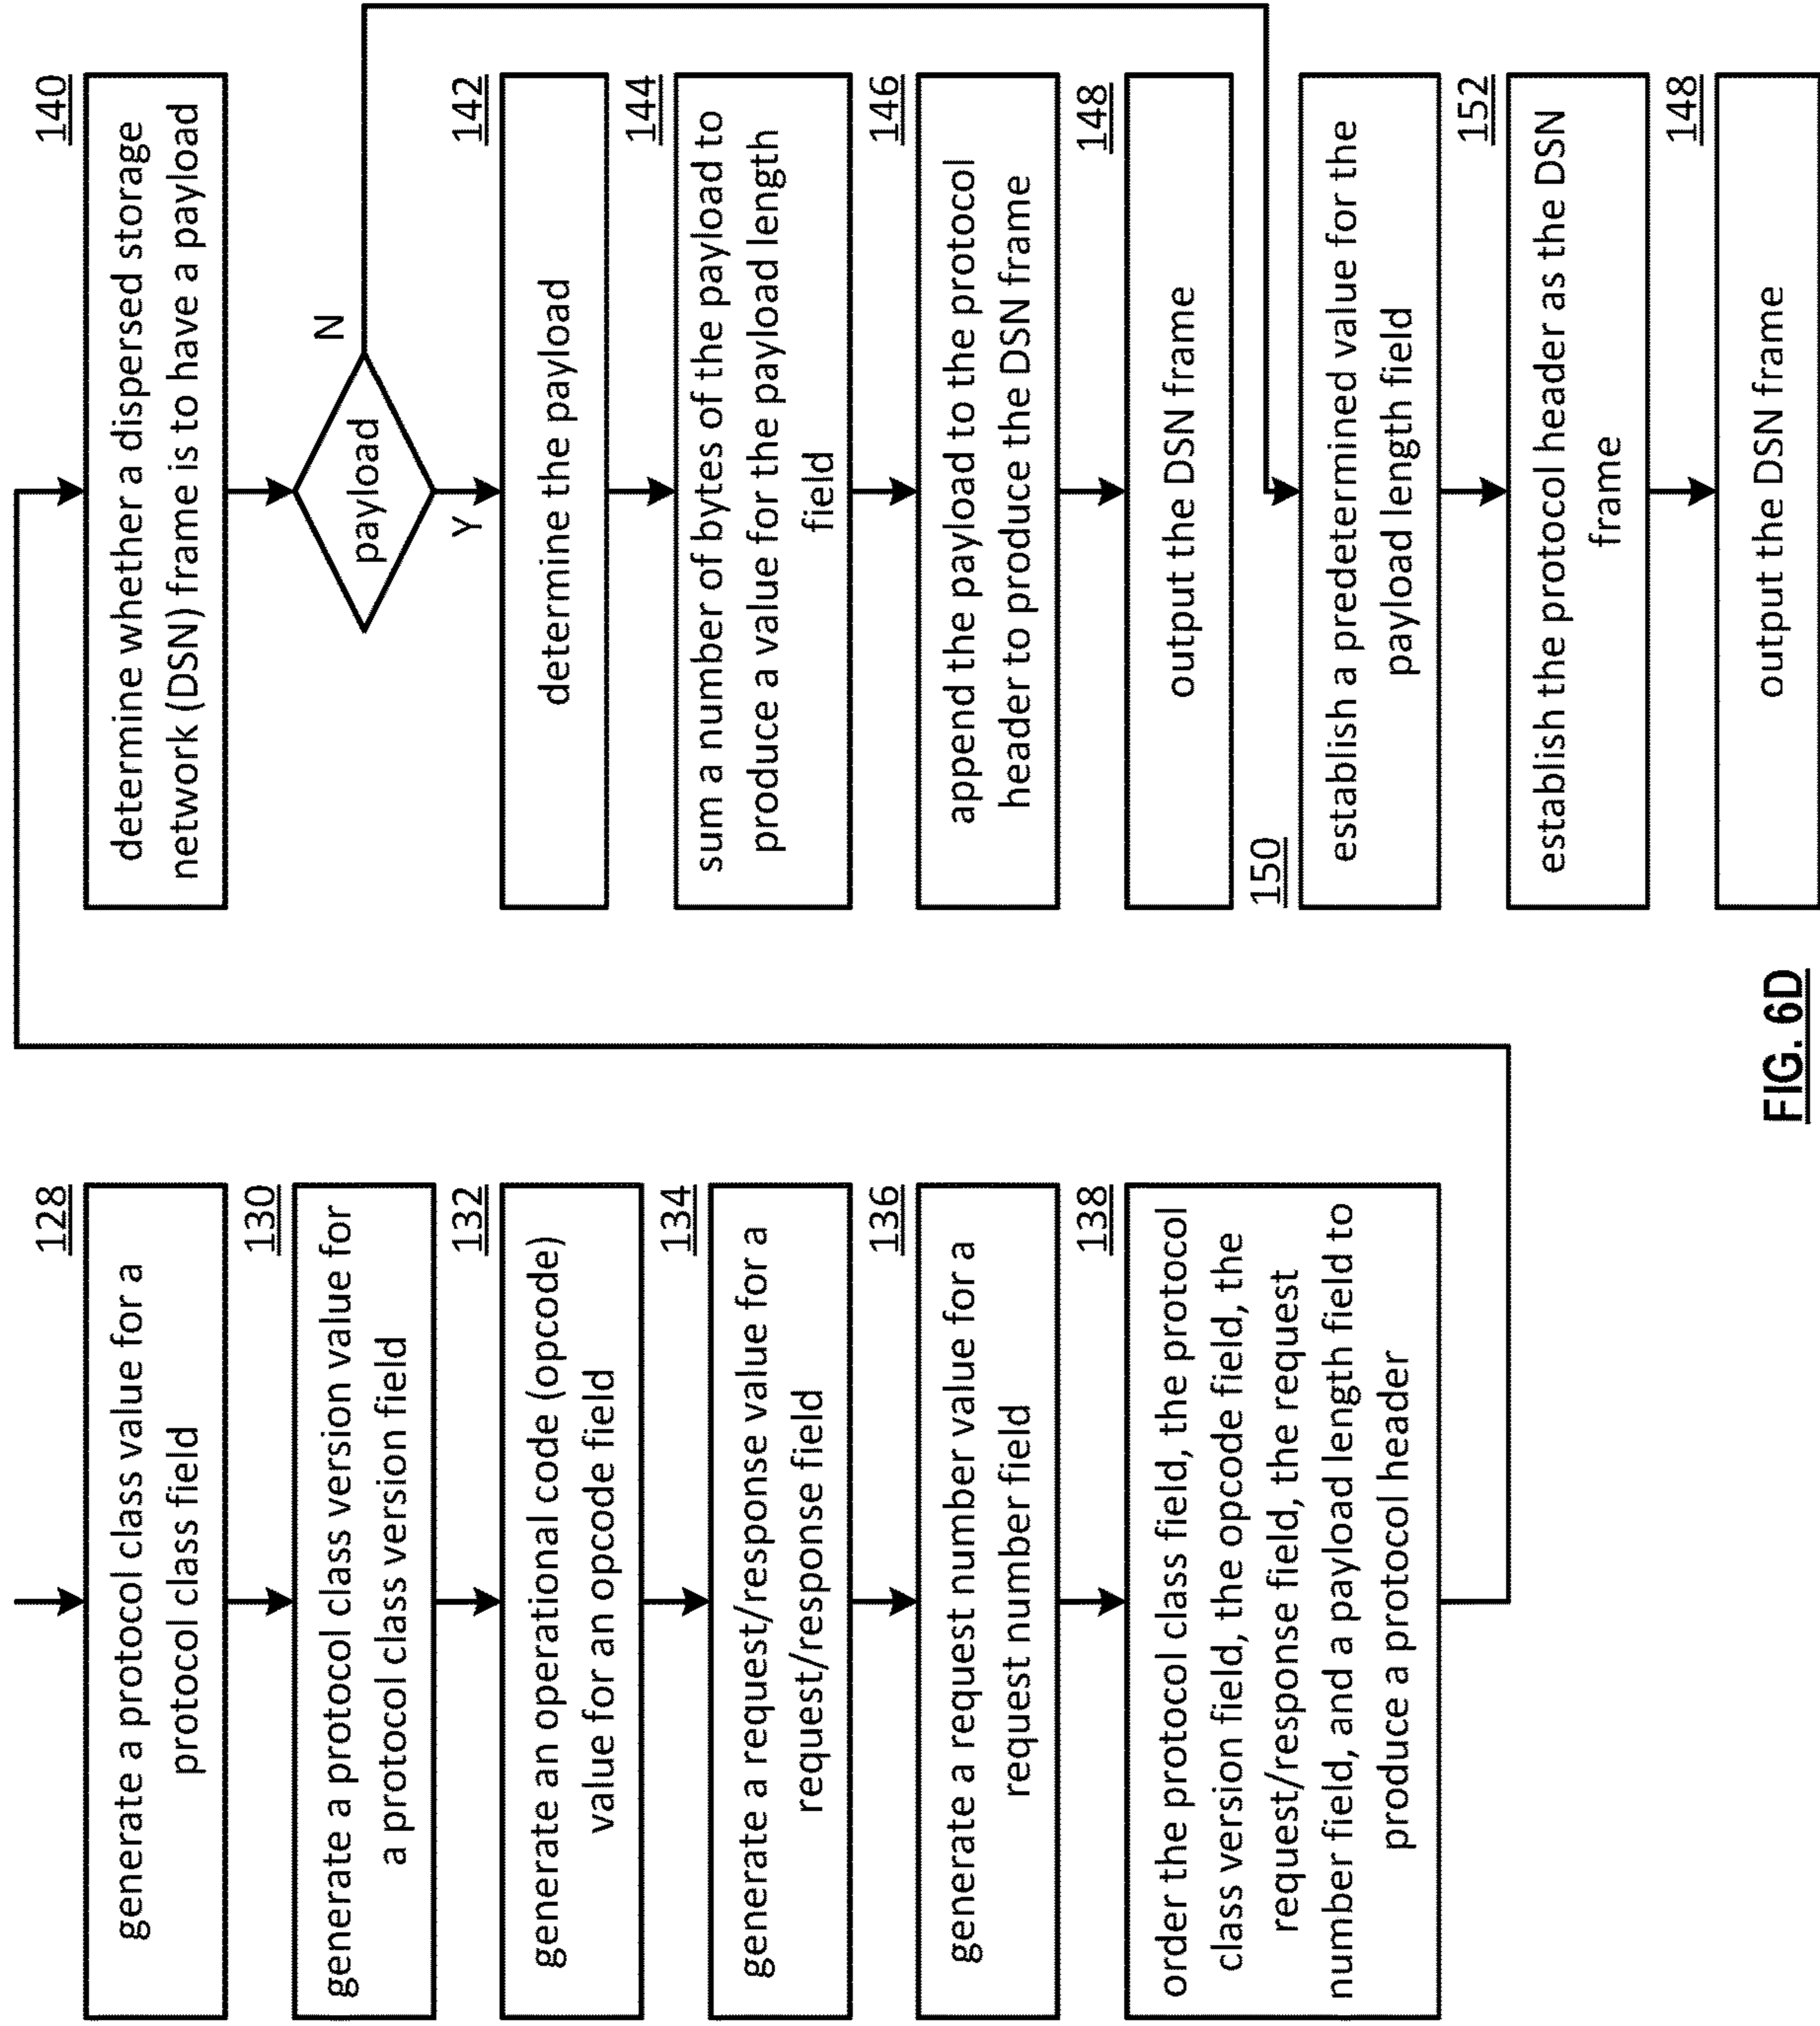 128
generate a protocol class value for a
protocol class field
130
generate a protocol class version value for
a protocol class version field
132
generate an operational code (opcode)
value for an opcode field
134
generate a request/response value for a
request/response field
136
generate a request number value for a
request number field
138
order the protocol class field, the protocol
class version field, the opcode field, the
request/response field, the request
number field, and a payload length field to
produce a protocol header
140
determine whether a dispersed storage
network (DSN) frame is to have a payload
payload
N
Y
142
determine the payload
144
sum a number of bytes of the payload to
produce a value for the payload length
field
146
append the payload to the protocol
header to produce the DSN frame
148
output the DSN frame
150
establish a predetermined value for the
payload length field
152
establish the protocol header as the DSN
frame
148
output the DSN frame
FIG. 6D